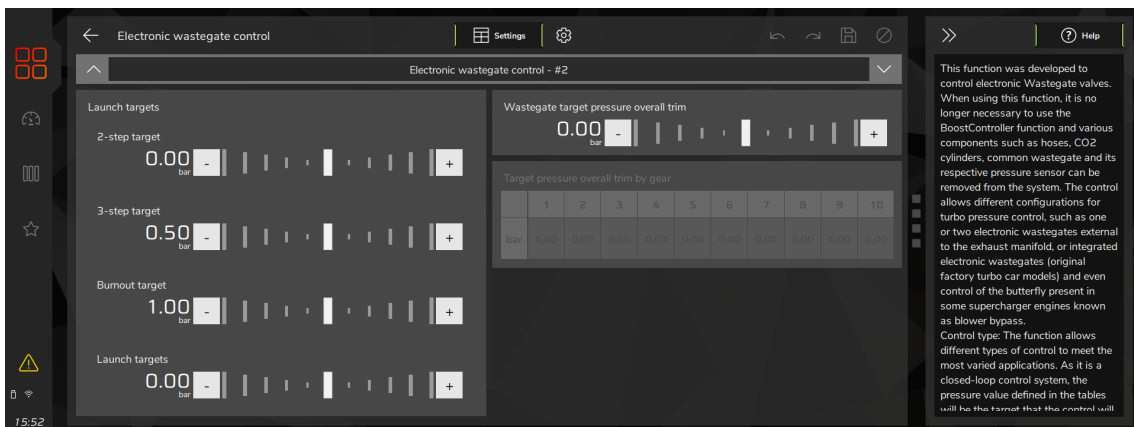 Electronic wastegate control
Settings
Help
Electronic wastegate control - #2
Launch targets
2-step target
0.00
bar
-
+
3-step target
0.50
bar
-
+
Burnout target
1.00
bar
-
+
Launch targets
0.00
bar
-
+
Wastegate target pressure overall trim
0.00
bar
-
+
Target pressure overall trim by gear
1 2 3 4 5 6 7 8 9 10
bar 0.00 0.00 0.00 0.00 0.00 0.00 0.00 0.00 0.00 0.00
This function was developed to
control electronic Wastegate valves.
When using this function, it is no
longer necessary to use the
BoostController function and various
components such as hoses, CO2
cylinders, common wastegate and its
respective pressure sensor can be
removed from the system. The control
allows different configurations for
turbo pressure control, such as one
or two electronic wastegates external
to the exhaust manifold, or integrated
electronic wastegates (original
factory turbo car models) and even
control of the butterfly present in
some supercharger engines known
as blower bypass.
Control type: The function allows
different types of control to meet the
most varied applications. As it is a
closed-loop control system, the
pressure value defined in the tables
will be the target that the control will
15:52